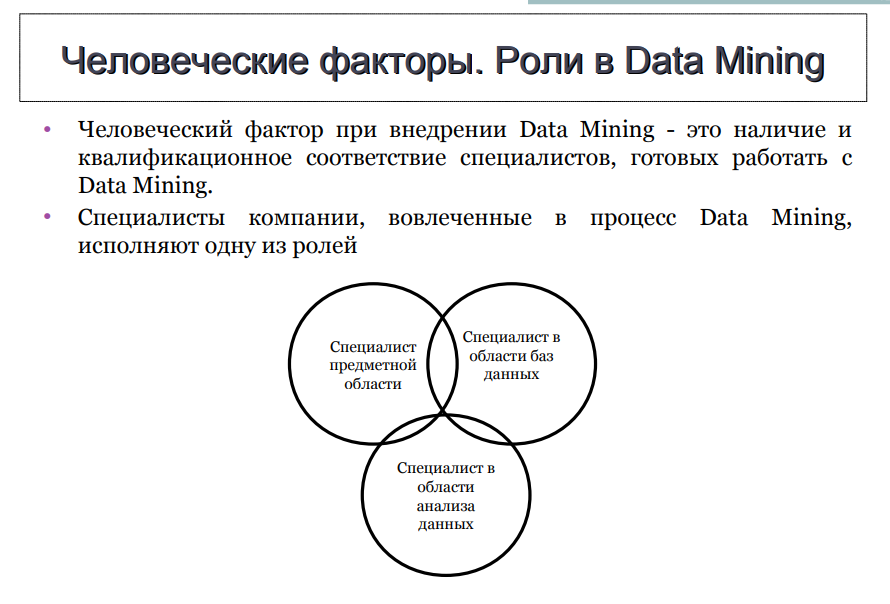 Человеческие факторы. Роли в Data Mining
• Человеческий фактор при внедрении Data Mining - это наличие и
квалификационное соответствие специалистов, готовых работать с
Data Mining.
• Специалисты компании, вовлеченные в процесс Data Mining,
исполняют одну из ролей
Специалист
предметной
области
Специалист в
области баз
данных
Специалист в
области
анализа
данных